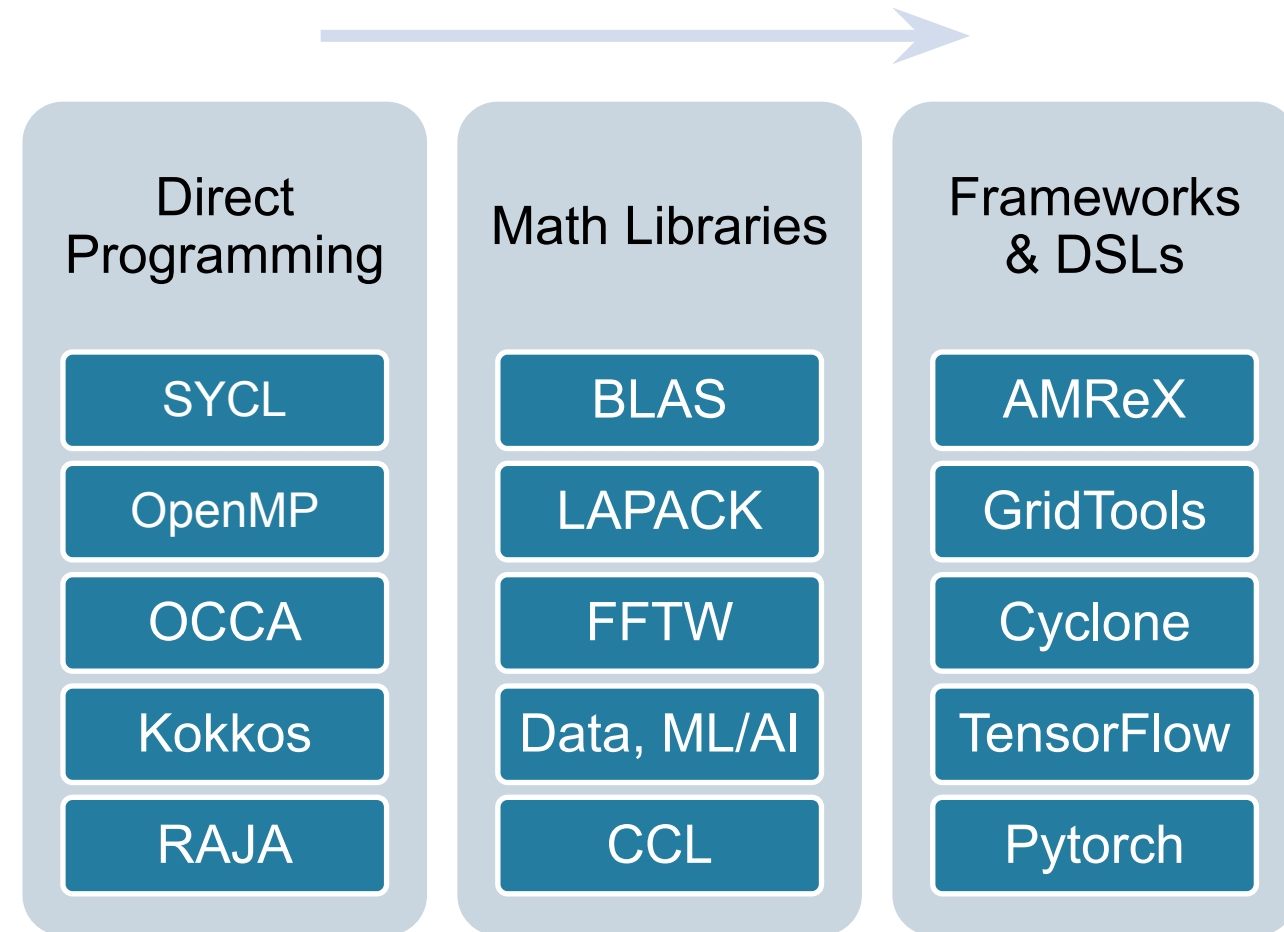 Direct
Programming
SYCL
OpenMP
OCCA
Kokkos
RAJA
Math Libraries
BLAS
LAPACK
FFTW
Data, ML/AI
CCL
Frameworks
& DSLs
AMReX
GridTools
Cyclone
TensorFlow
Pytorch